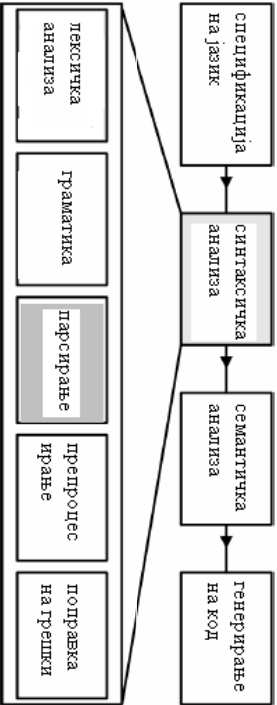 спецификација
на јазик
синтаксичка
анализа
семантичка
анализа
генерирање
на код
лексичка
анализа
граматика
парсирање
препроцес
ирање
поправка
на грешки